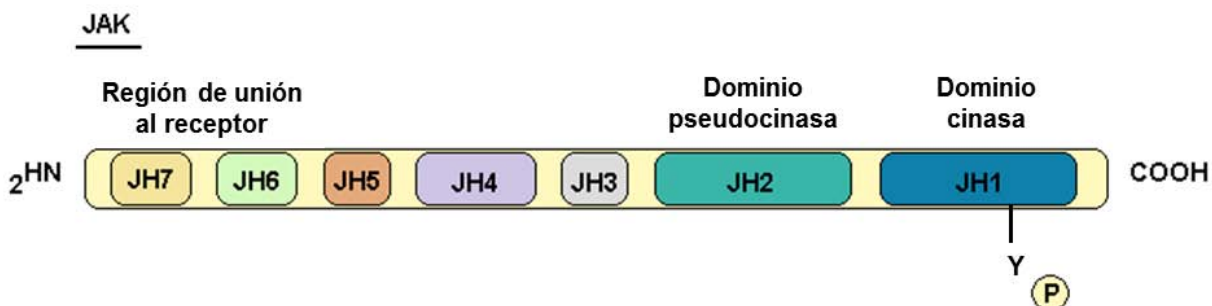 JAK
Región de unión
al receptor
Dominio
pseudocinasa
Dominio
cinasa
2HN
JH7
JH6
JH5
JH4
JH3
JH2
JH1
COOH
Y
P